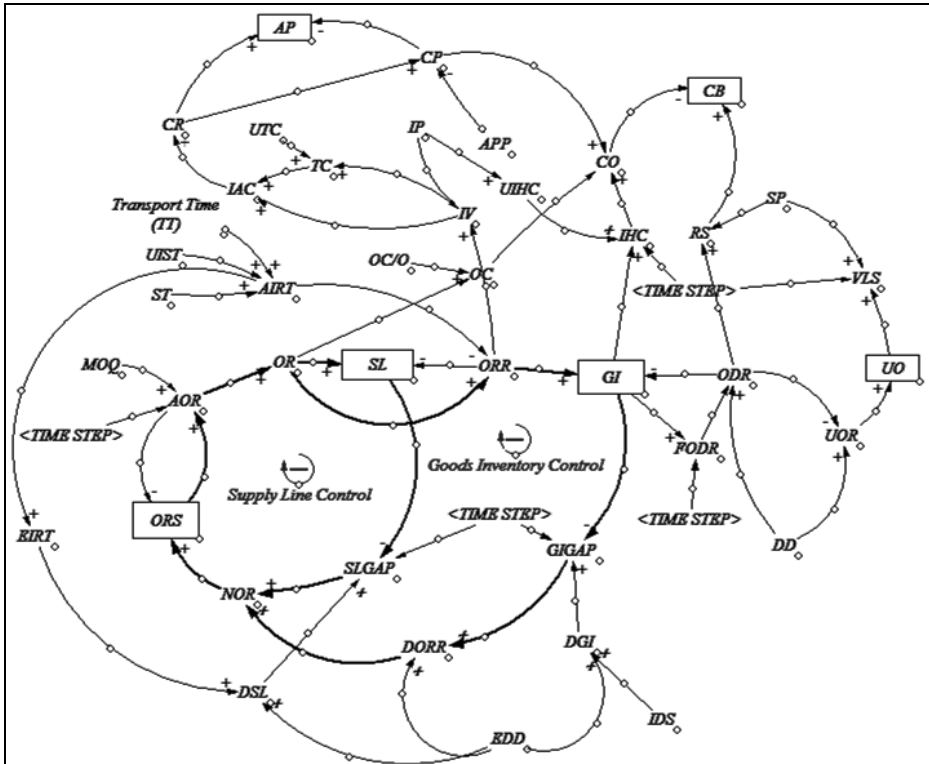 AP
CP
CB
CR
UTC
IP
APP
TC
CO
IAC
UIHC
SP
Transport Time
(TT)
IV
IHC
RS
UIST
OC/O
OC
<TIME STEP>
VLS
ST
AIRT
MOQ
OR
SL
ORR
GI
ODR
UO
AOR
<TIME STEP>
Goods Inventory Control
FODR
UOR
Supply Line Control
ORS
<TIME STEP>
<TIME STEP>
EIRT
GIGAP
DD
SLGAP
NOR
DORR
DGI
DSL
IDS
EDD